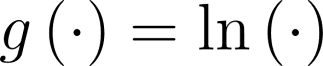 g (·) = ln (·)